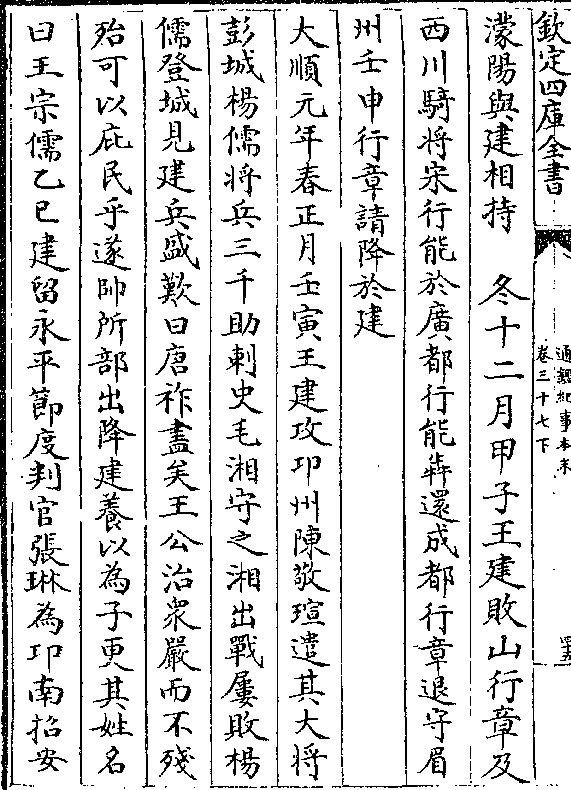 欽定四庫全書
通鑑紀事本末
卷三十七下
四五
濛陽與建相持　冬十二月甲子王建敗山行章及
西川騎將宋行能於廣都行能奔還成都行章退守眉
州壬申行章請降於建
大順元年春正月壬寅王建攻卭州陳敬瑄遣其大将
彭城楊儒将兵三千助刺史毛湘守之湘出戰屢敗楊
儒登城見建兵盛歎曰唐祚盡矣王公治衆嚴而不殘
殆可以庇民乎遂帥所部出降建養以為子更其姓名
曰王宗儒乙巳建留永平節度判官張琳為卭南招安